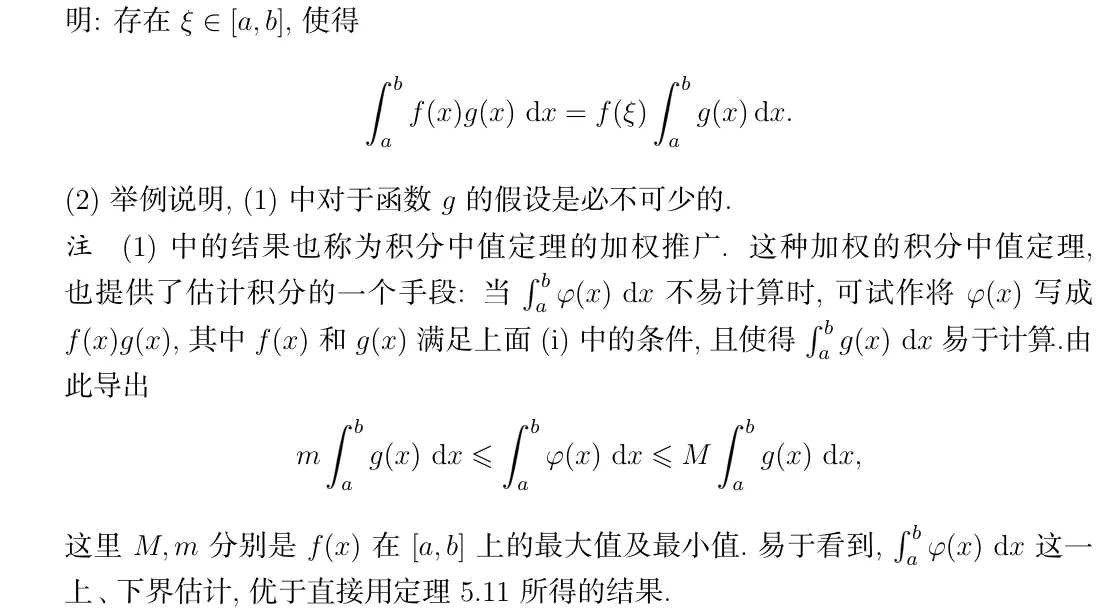 明: 存在 ξ ∈ [a, b], 使得
∫_a^b f(x)g(x) dx = f(ξ) ∫_a^b g(x) dx.
(2) 举例说明, (1) 中对于函数 g 的假设是必不可少的.
注 (1) 中的结果也称为积分中值定理的加权推广. 这种加权的积分中值定理,
也提供了估计积分的一个手段: 当 ∫_a^b φ(x) dx 不易计算时, 可试作将 φ(x) 写成
f(x)g(x), 其中 f(x) 和 g(x) 满足上面 (i) 中的条件, 且使得 ∫_a^b g(x) dx 易于计算.由
此导出
m ∫_a^b g(x) dx ⩽ ∫_a^b φ(x) dx ⩽ M ∫_a^b g(x) dx,
这里 M, m 分别是 f(x) 在 [a, b] 上的最大值及最小值. 易于看到, ∫_a^b φ(x) dx 这一
上、下界估计, 优于直接用定理 5.11 所得的结果.